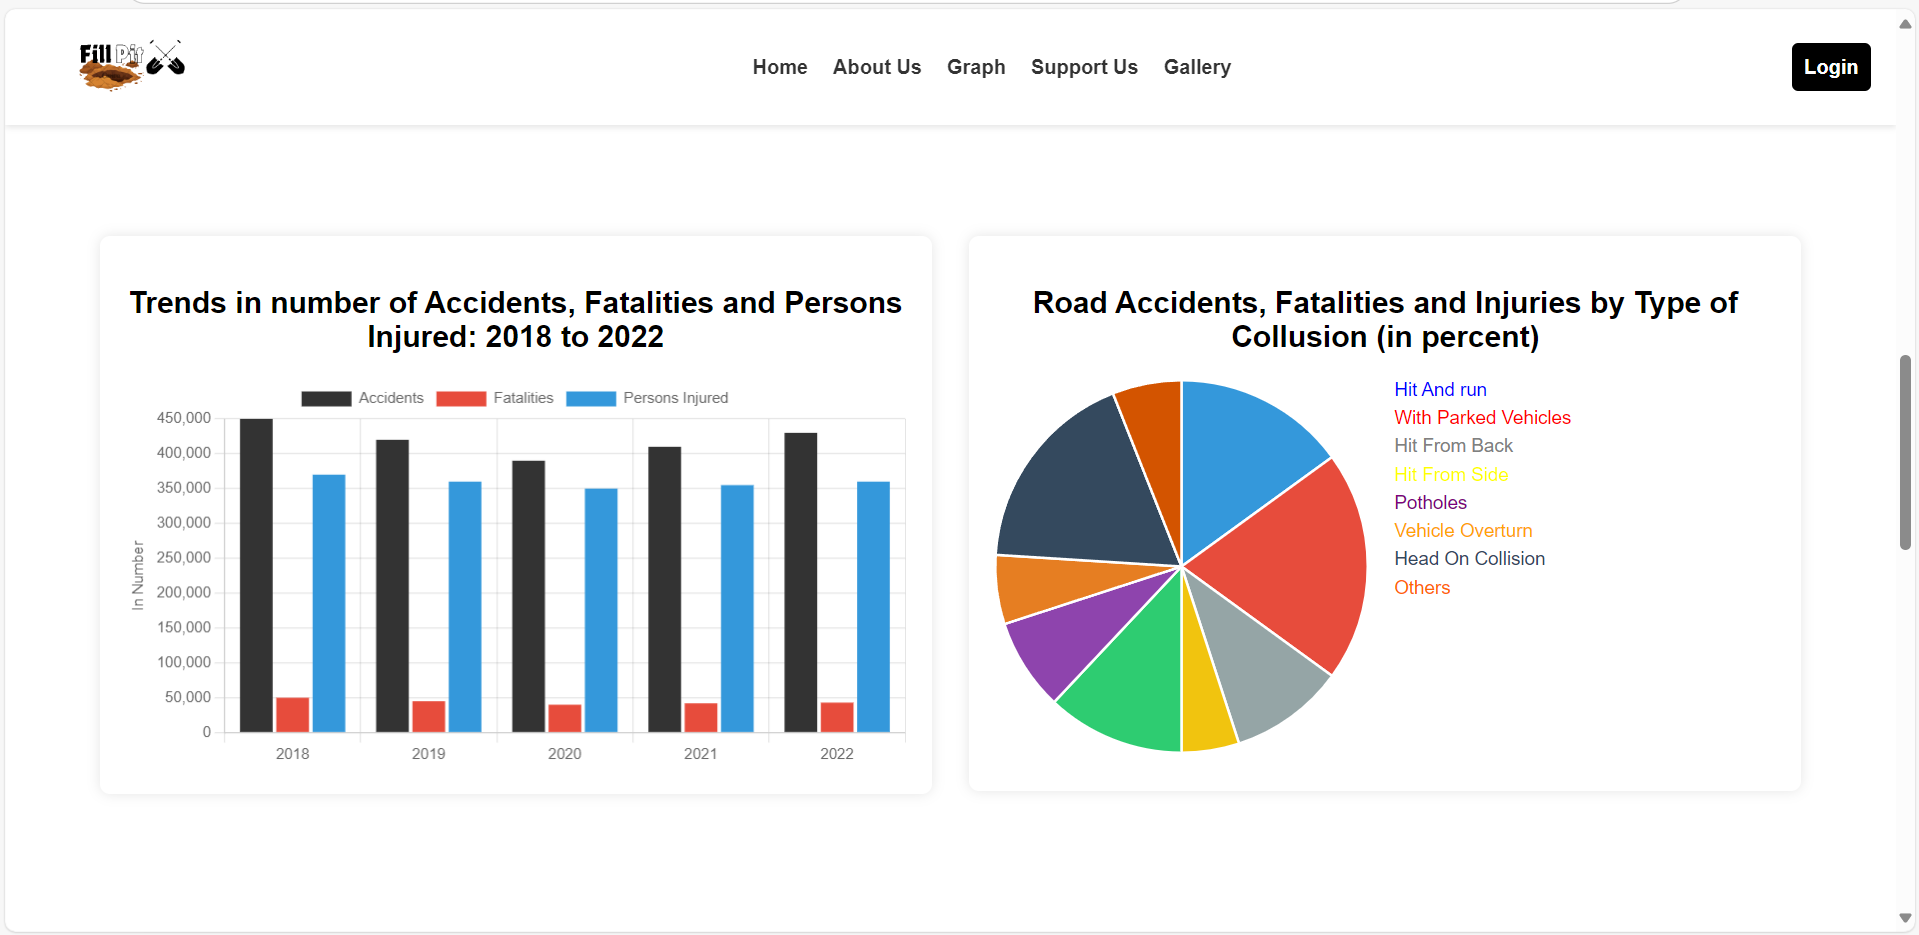 Fill Pit
Home About Us Graph Support Us Gallery
Login
Trends in number of Accidents, Fatalities and Persons
Injured: 2018 to 2022
Accidents Fatalities Persons Injured
450,000
400,000
350,000
300,000
250,000
200,000
150,000
100,000
50,000
0
In Number
2018 2019 2020 2021 2022
Road Accidents, Fatalities and Injuries by Type of
Collusion (in percent)
Hit And run
With Parked Vehicles
Hit From Back
Hit From Side
Potholes
Vehicle Overturn
Head On Collision
Others